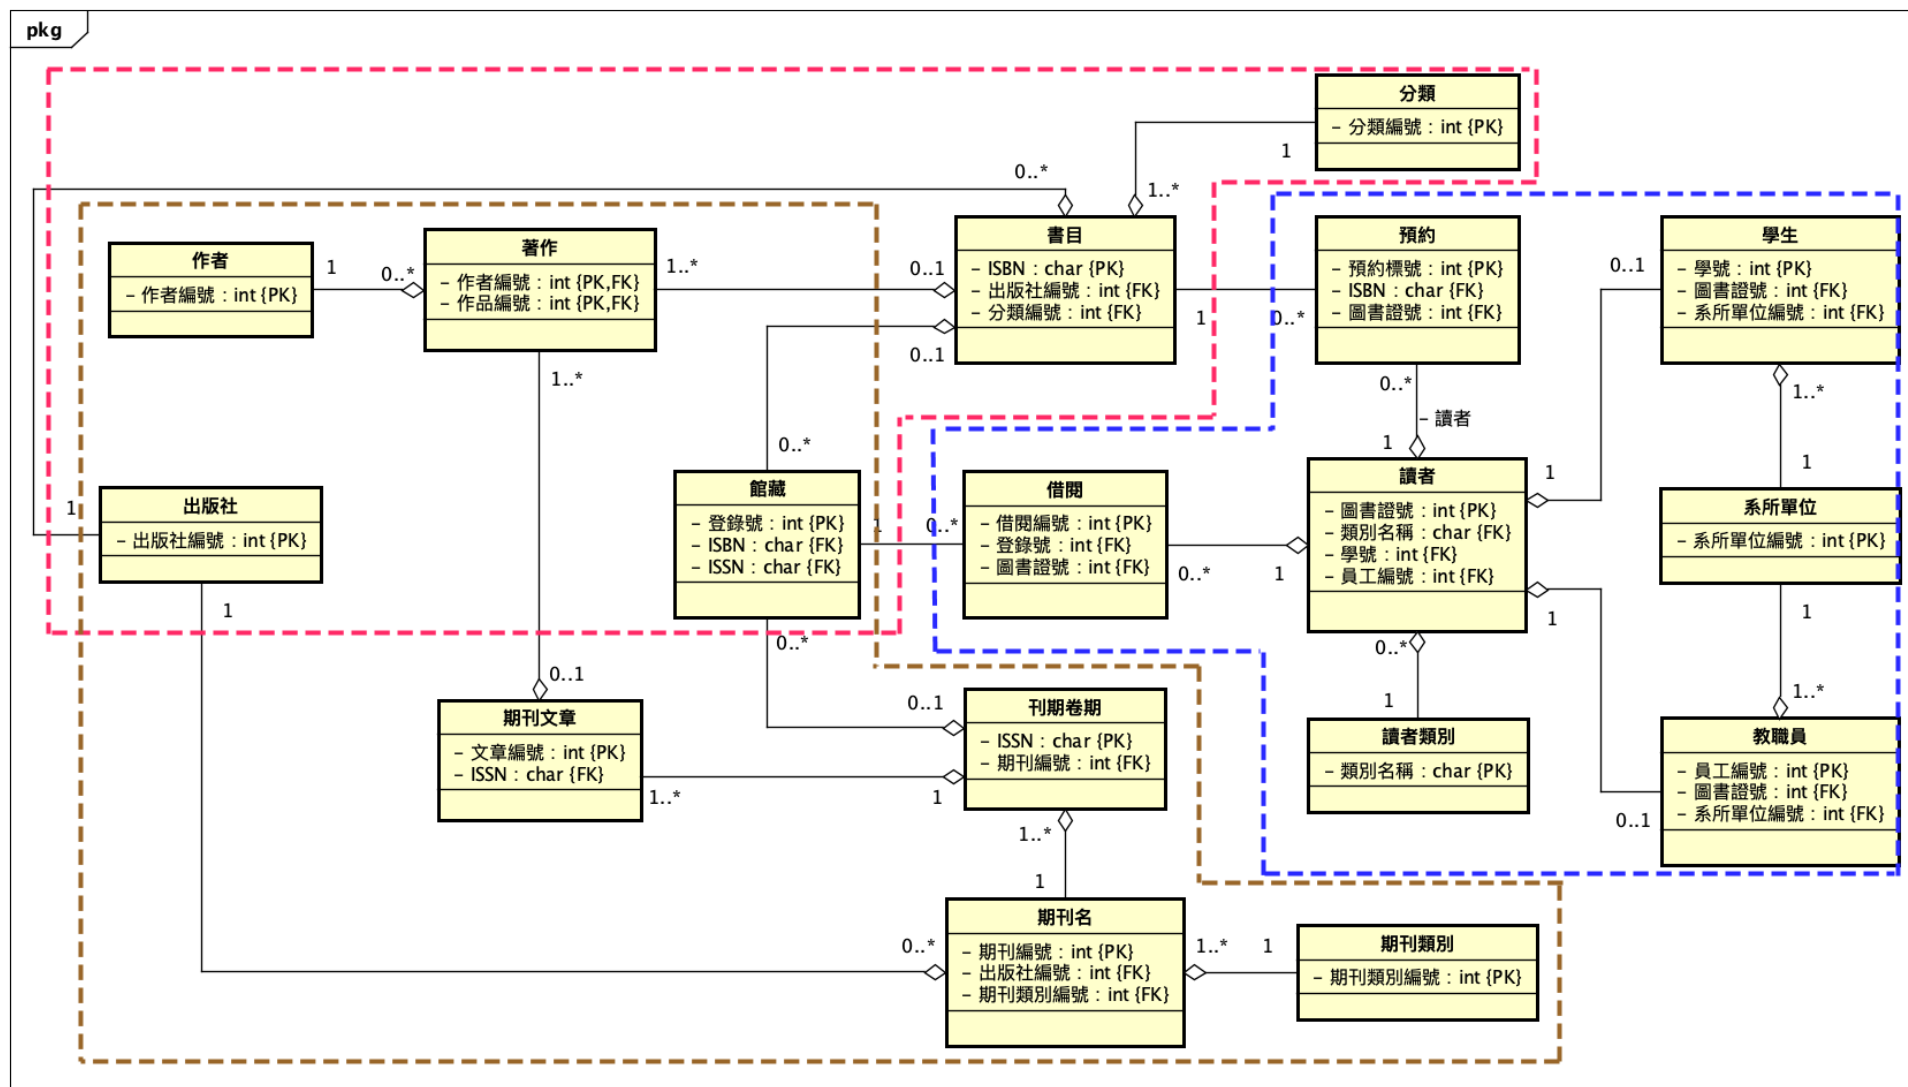 pkg
分類
– 分類編號 : int {PK}
1
0..*
1..*
作者
– 作者編號 : int {PK}
1
0..*
著作
– 作者編號 : int {PK,FK}
– 作品編號 : int {PK,FK}
1..*
0..1
書目
– ISBN : char {PK}
– 出版社編號 : int {FK}
– 分類編號 : int {FK}
1
0..*
預約
– 預約標號 : int {PK}
– ISBN : char {FK}
– 圖書證號 : int {FK}
0..1
學生
– 學號 : int {PK}
– 圖書證號 : int {FK}
– 系所單位編號 : int {FK}
0..1
1..*
0..*
1..*
– 讀者
0..*
1
1
1
出版社
– 出版社編號 : int {PK}
1
1
館藏
– 登錄號 : int {PK}
– ISBN : char {FK}
– ISSN : char {FK}
1
0..*
借閱
– 借閱編號 : int {PK}
– 登錄號 : int {FK}
– 圖書證號 : int {FK}
0..*
1
讀者
– 圖書證號 : int {PK}
– 類別名稱 : char {FK}
– 學號 : int {FK}
– 員工編號 : int {FK}
1
系所單位
– 系所單位編號 : int {PK}
1
0..*
0..*
0..1
0..1
1
1..*
期刊文章
– 文章編號 : int {PK}
– ISSN : char {FK}
1..*
1
刊期卷期
– ISSN : char {PK}
– 期刊編號 : int {FK}
讀者類別
– 類別名稱 : char {PK}
0..1
教職員
– 員工編號 : int {PK}
– 圖書證號 : int {FK}
– 系所單位編號 : int {FK}
1..*
1
0..*
期刊名
– 期刊編號 : int {PK}
– 出版社編號 : int {FK}
– 期刊類別編號 : int {FK}
1..*
1
期刊類別
– 期刊類別編號 : int {PK}